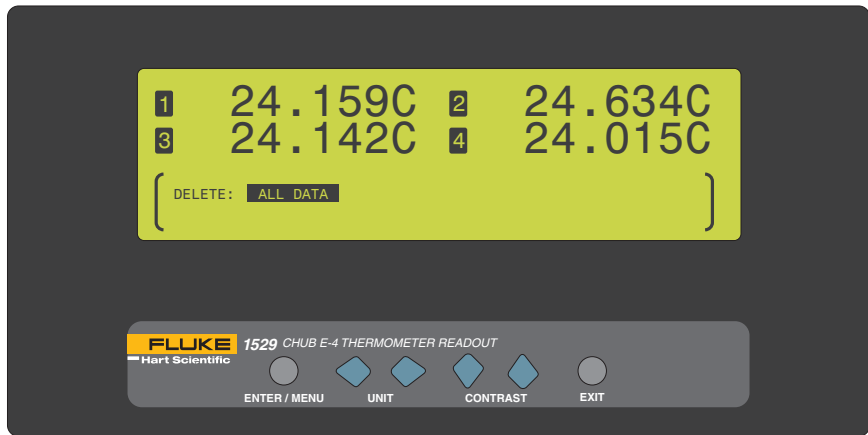 1 24.159C 2 24.634C
3 24.142C 4 24.015C
DELETE: ALL DATA
FLUKE
Hart Scientific
1529 CHUB E-4 THERMOMETER READOUT
ENTER / MENU UNIT CONTRAST EXIT